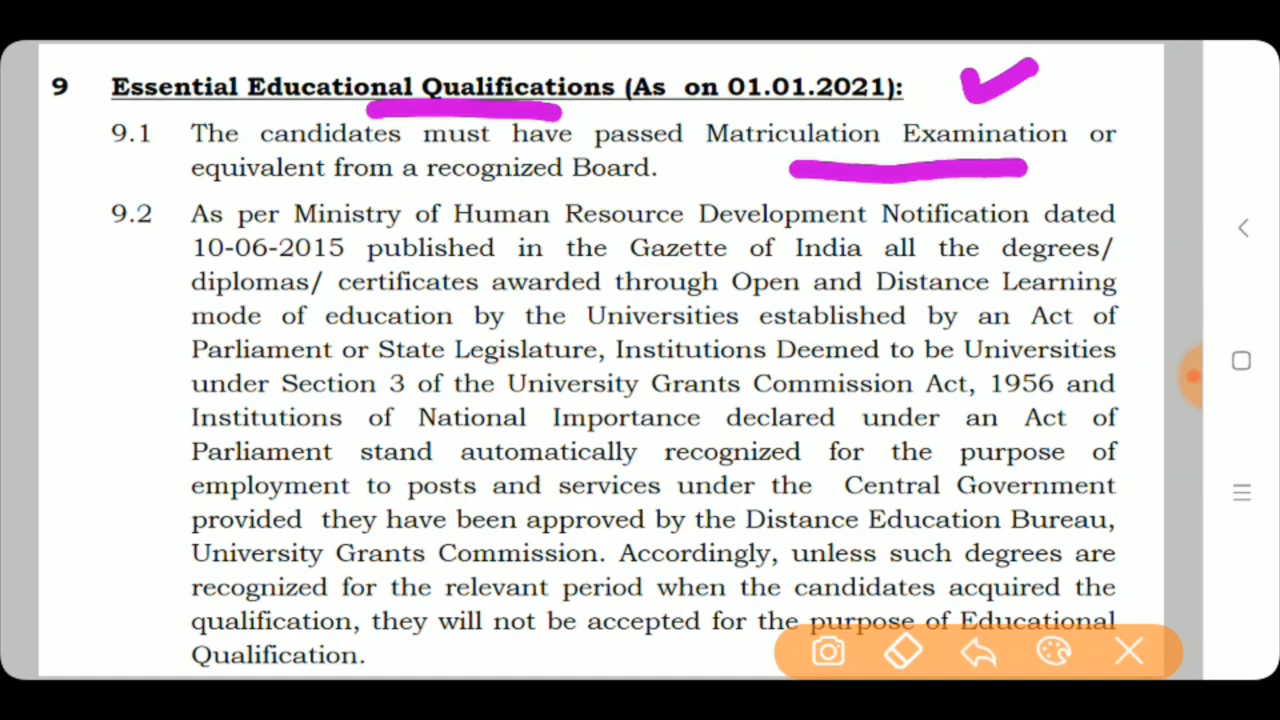 9 Essential Educational Qualifications (As on 01.01.2021):
9.1 The candidates must have passed Matriculation Examination or
equivalent from a recognized Board.
9.2 As per Ministry of Human Resource Development Notification dated
10-06-2015 published in the Gazette of India all the degrees/
diplomas/ certificates awarded through Open and Distance Learning
mode of education by the Universities established by an Act of
Parliament or State Legislature, Institutions Deemed to be Universities
under Section 3 of the University Grants Commission Act, 1956 and
Institutions of National Importance declared under an Act of
Parliament stand automatically recognized for the purpose of
employment to posts and services under the Central Government
provided they have been approved by the Distance Education Bureau,
University Grants Commission. Accordingly, unless such degrees are
recognized for the relevant period when the candidates acquired the
qualification, they will not be accepted for the purpose of Educational
Qualification.